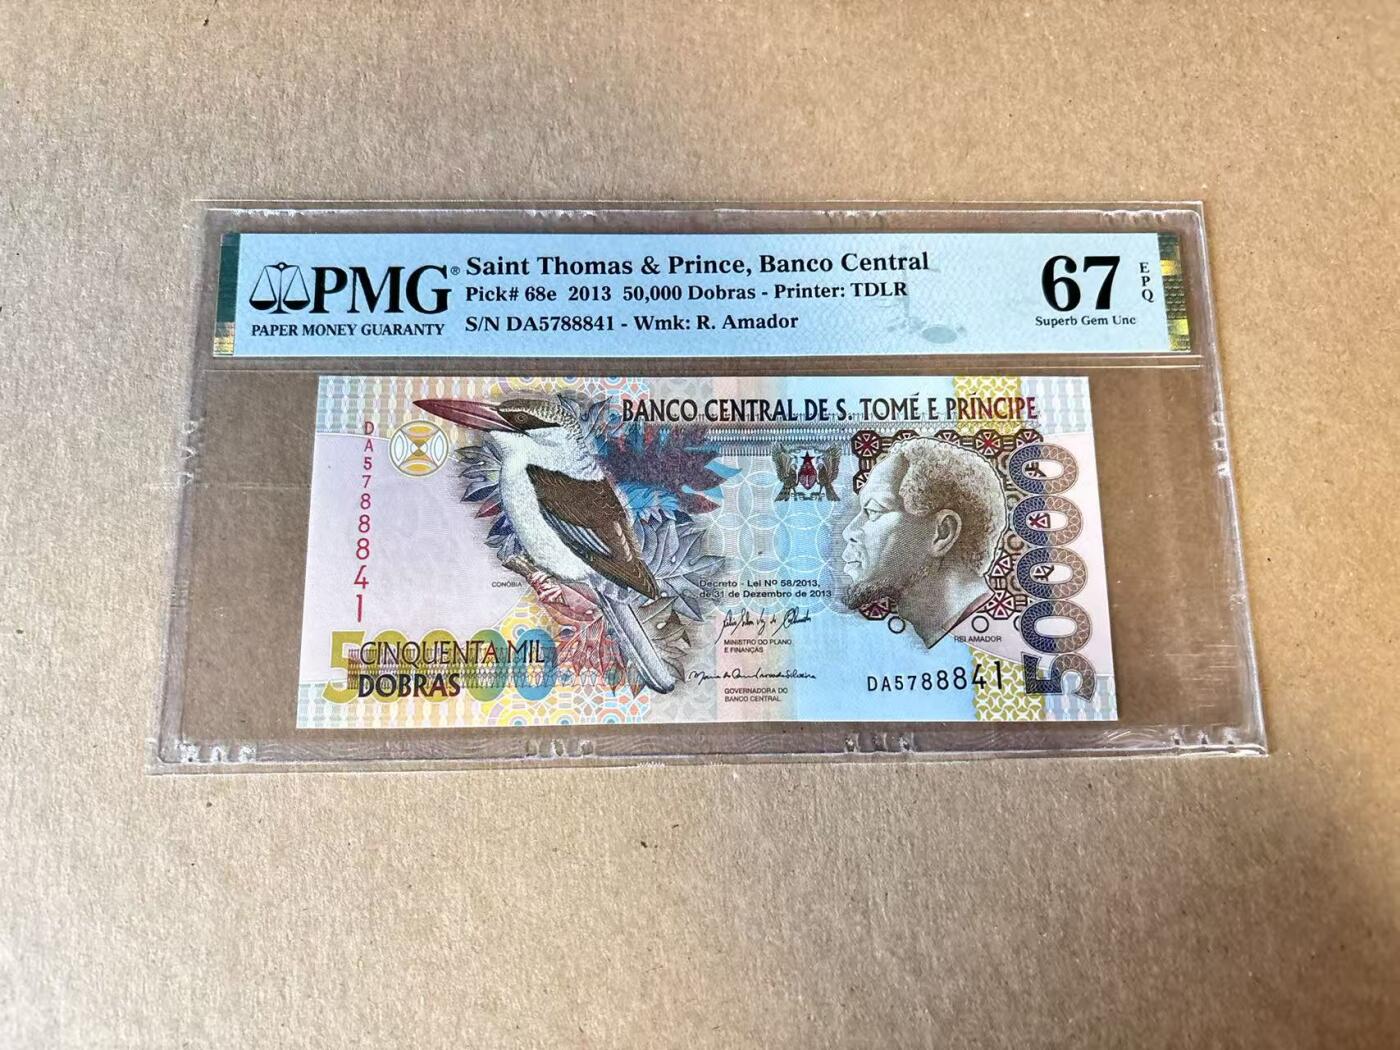 PMG®
PAPER MONEY GUARANTY
Saint Thomas & Prince, Banco Central
Pick# 68e 2013 50,000 Dobras - Printer: TDLR
S/N DA5788841 - Wmk: R. Amador
67
EPQ
Superb Gem Unc
BANCO CENTRAL DE S. TOMÉ E PRÍNCIPE
DA5788841
CONÓBIA
Decreto - Lei Nº 58/2013,
de 31 de Dezembro de 2013
MINISTRO DO PLANO
E FINANÇAS
REI AMADOR
50000
50000
CINQUENTA MIL
DOBRAS
GOVERNADORA DO
BANCO CENTRAL
DA5788841